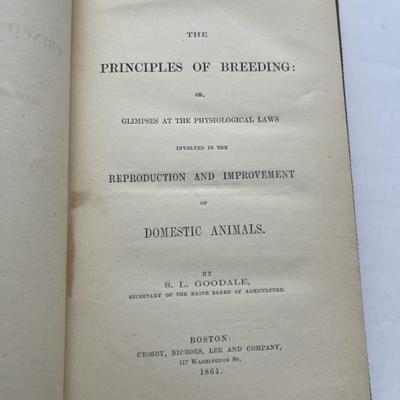 THE
PRINCIPLES OF BREEDING:
OR,
GLIMPSES AT THE PHYSIOLOGICAL LAWS
INVOLVED IN THE
REPRODUCTION AND IMPROVEMENT
OF
DOMESTIC ANIMALS.
BY
S. L. GOODALE,
SECRETARY OF THE MAINE BOARD OF AGRICULTURE.
BOSTON:
CROSBY, NICHOLS, LEE AND COMPANY,
117 WASHINGTON ST.
1861.